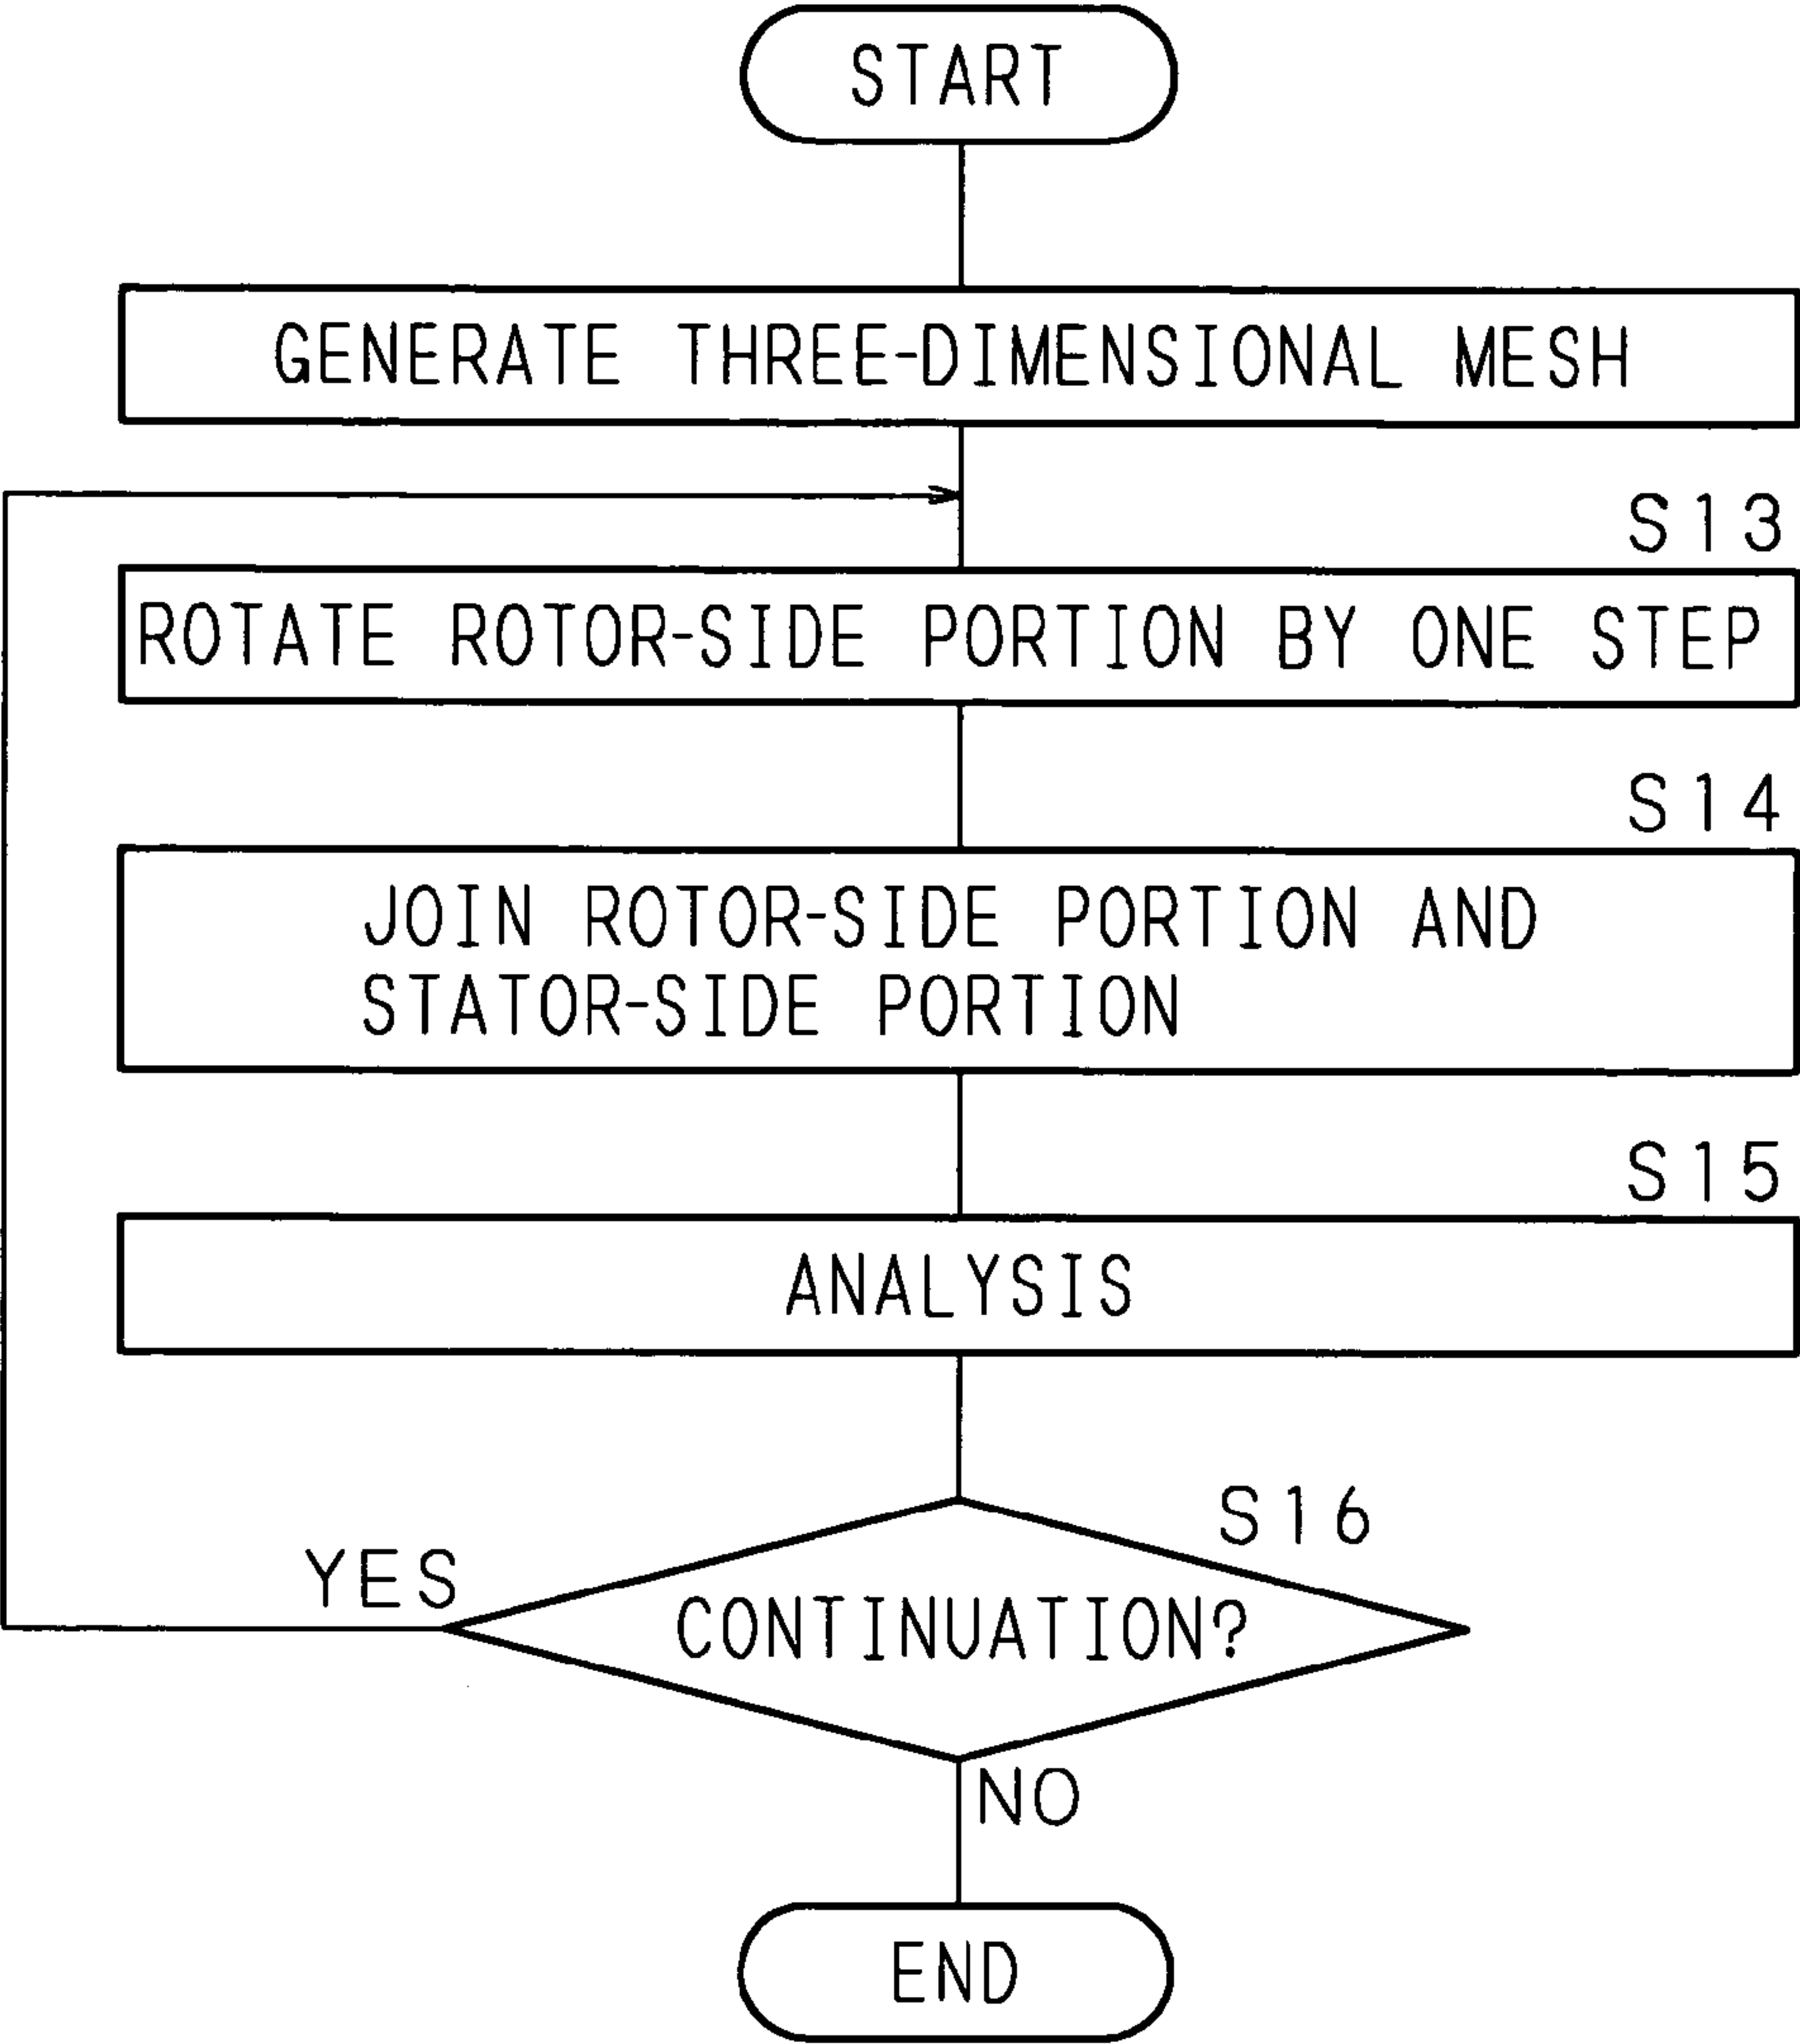 START
GENERATE THREE-DIMENSIONAL MESH
S13
ROTATE ROTOR-SIDE PORTION BY ONE STEP
S14
JOIN ROTOR-SIDE PORTION AND
STATOR-SIDE PORTION
S15
ANALYSIS
S16
YES
CONTINUATION?
NO
END